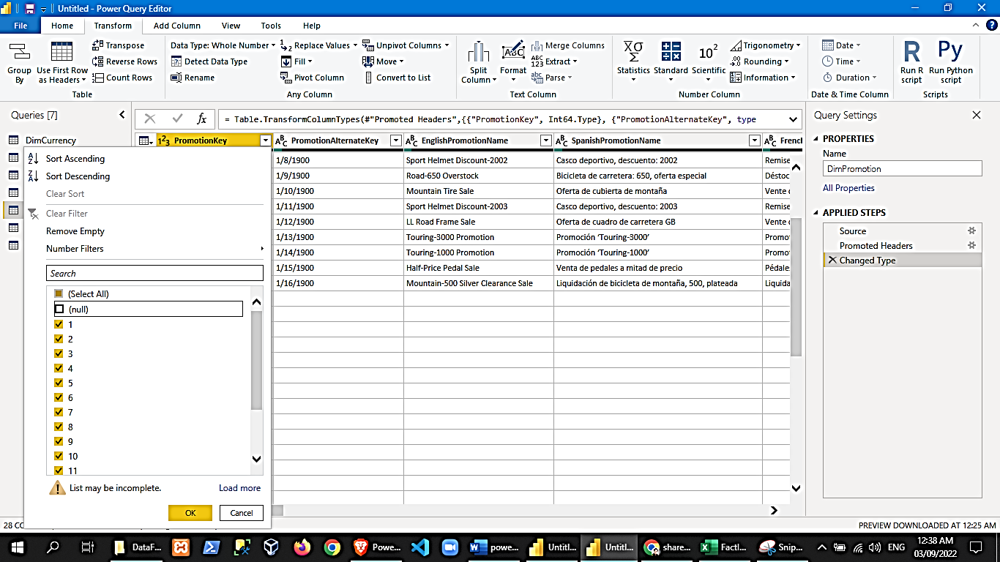 Untitled - Power Query Editor
File Home Transform Add Column View Tools Help
Group By
Use First Row as Headers
Transpose
Reverse Rows
Count Rows
Table
Data Type: Whole Number
Detect Data Type
Rename
Replace Values
Fill
Pivot Column
Unpivot Columns
Move
Convert to List
Any Column
Split Column
Format
Merge Columns
Extract
Parse
Text Column
Statistics
Standard
Scientific
Trigonometry
Rounding
Information
Number Column
Date
Time
Duration
Date & Time Column
Run R script
Run Python script
Scripts
Queries [7]
fx
= Table.TransformColumnTypes(#"Promoted Headers",{{"PromotionKey", Int64.Type}, {"PromotionAlternateKey", type
DimCurrency
PromotionKey PromotionAlternateKey EnglishPromotionName SpanishPromotionName French
1/8/1900 Sport Helmet Discount-2002 Casco deportivo, descuento: 2002 Remise
1/9/1900 Road-650 Overstock Bicicleta de carretera: 650, oferta especial Déstoc
1/10/1900 Mountain Tire Sale Oferta de cubierta de montaña Vente
1/11/1900 Sport Helmet Discount-2003 Casco deportivo, descuento: 2003 Remise
1/12/1900 LL Road Frame Sale Oferta de cuadro de carretera GB Vente
1/13/1900 Touring-3000 Promotion Promoción ‘Touring-3000’ Promo
1/14/1900 Touring-1000 Promotion Promoción ‘Touring-1000’ Promo
1/15/1900 Half-Price Pedal Sale Venta de pedales a mitad de precio Pédale
1/16/1900 Mountain-500 Silver Clearance Sale Liquidación de bicicleta de montaña, 500, plateada Liquida
Sort Ascending
Sort Descending
Clear Sort
Clear Filter
Remove Empty
Number Filters
Search
(Select All)
(null)
1
2
3
4
5
6
7
8
9
10
11
List may be incomplete.
Load more
OK
Cancel
Query Settings
PROPERTIES
Name
DimPromotion
All Properties
APPLIED STEPS
Source
Promoted Headers
Changed Type
28 CO
PREVIEW DOWNLOADED AT 12:25 AM
DataF... Powe... powe... Untitl... Untitl... share... FactI... Snip...
ENG
12:38 AM
03/09/2022